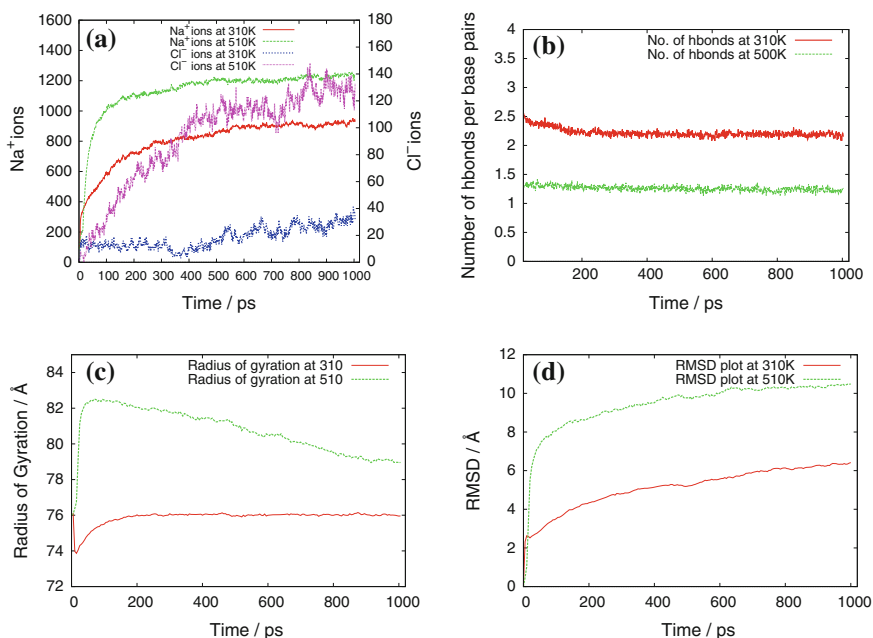 (a)
Na+ions at 310K
Na+ions at 510K
Cl− ions at 310K
Cl− ions at 510K
1600
1400
1200
1000
800
600
400
200
0
180
160
140
120
100
80
60
40
20
0
0 100 200 300 400 500 600 700 800 900 1000
Na+ions
Cl−ions
Time / ps
(b)
No. of hbonds at 310K
No. of hbonds at 500K
4
3.5
3
2.5
2
1.5
1
0.5
0
200 400 600 800 1000
Number of hbonds per base pairs
Time / ps
(c)
Radius of gyration at 310
Radius of gyration at 510
84
82
80
78
76
74
72
0 200 400 600 800 1000
Radius of Gyration / Å
Time / ps
(d)
RMSD plot at 310K
RMSD plot at 510K
12
10
8
6
4
2
0
0 200 400 600 800 1000
RMSD / Å
Time / ps